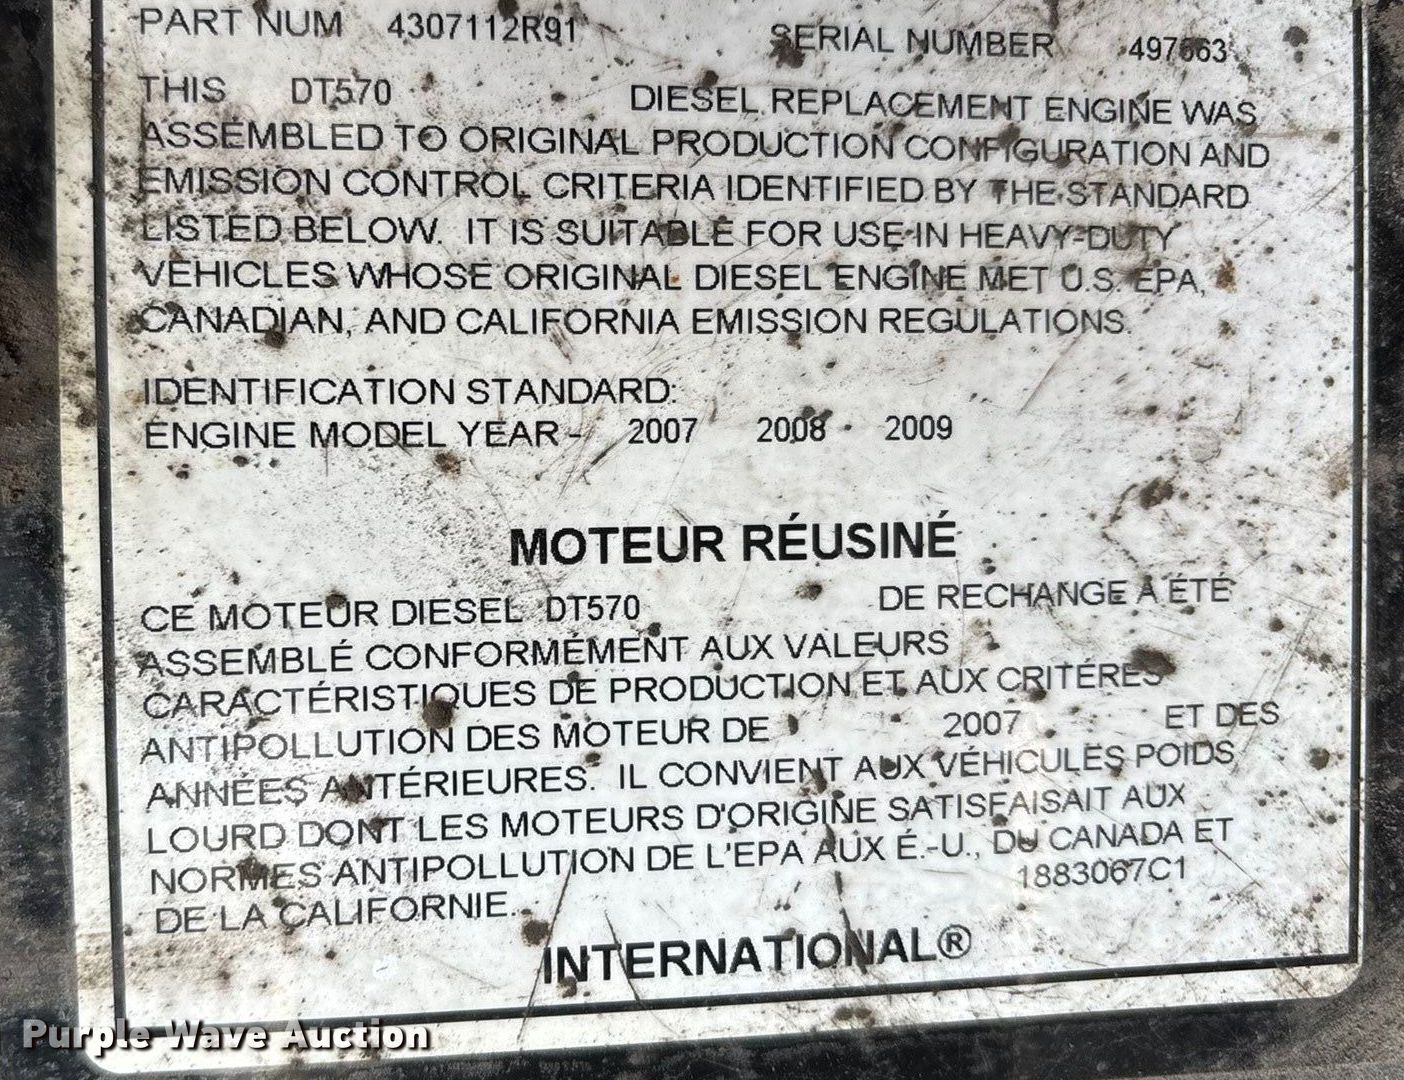 PART NUM 4307112R91 SERIAL NUMBER 497663
THIS DT570 DIESEL REPLACEMENT ENGINE WAS
ASSEMBLED TO ORIGINAL PRODUCTION CONFIGURATION AND
EMISSION CONTROL CRITERIA IDENTIFIED BY THE STANDARD
LISTED BELOW. IT IS SUITABLE FOR USE IN HEAVY-DUTY
VEHICLES WHOSE ORIGINAL DIESEL ENGINE MET U.S. EPA,
CANADIAN, AND CALIFORNIA EMISSION REGULATIONS.
IDENTIFICATION STANDARD:
ENGINE MODEL YEAR - 2007 2008 2009
MOTEUR RÉUSINÉ
CE MOTEUR DIESEL DT570 DE RECHANGE A ÉTÉ
ASSEMBLÉ CONFORMÉMENT AUX VALEURS
CARACTÉRISTIQUES DE PRODUCTION ET AUX CRITÉRES
ANTIPOLLUTION DES MOTEUR DE 2007 ET DES
ANNÉES ANTÉRIEURES. IL CONVIENT AUX VÉHICULES POIDS
LOURD DONT LES MOTEURS D'ORIGINE SATISFAISAIT AUX
NORMES ANTIPOLLUTION DE L'EPA AUX É.-U., DU CANADA ET
DE LA CALIFORNIE. 1883067C1
INTERNATIONAL®
Purple Wave Auction